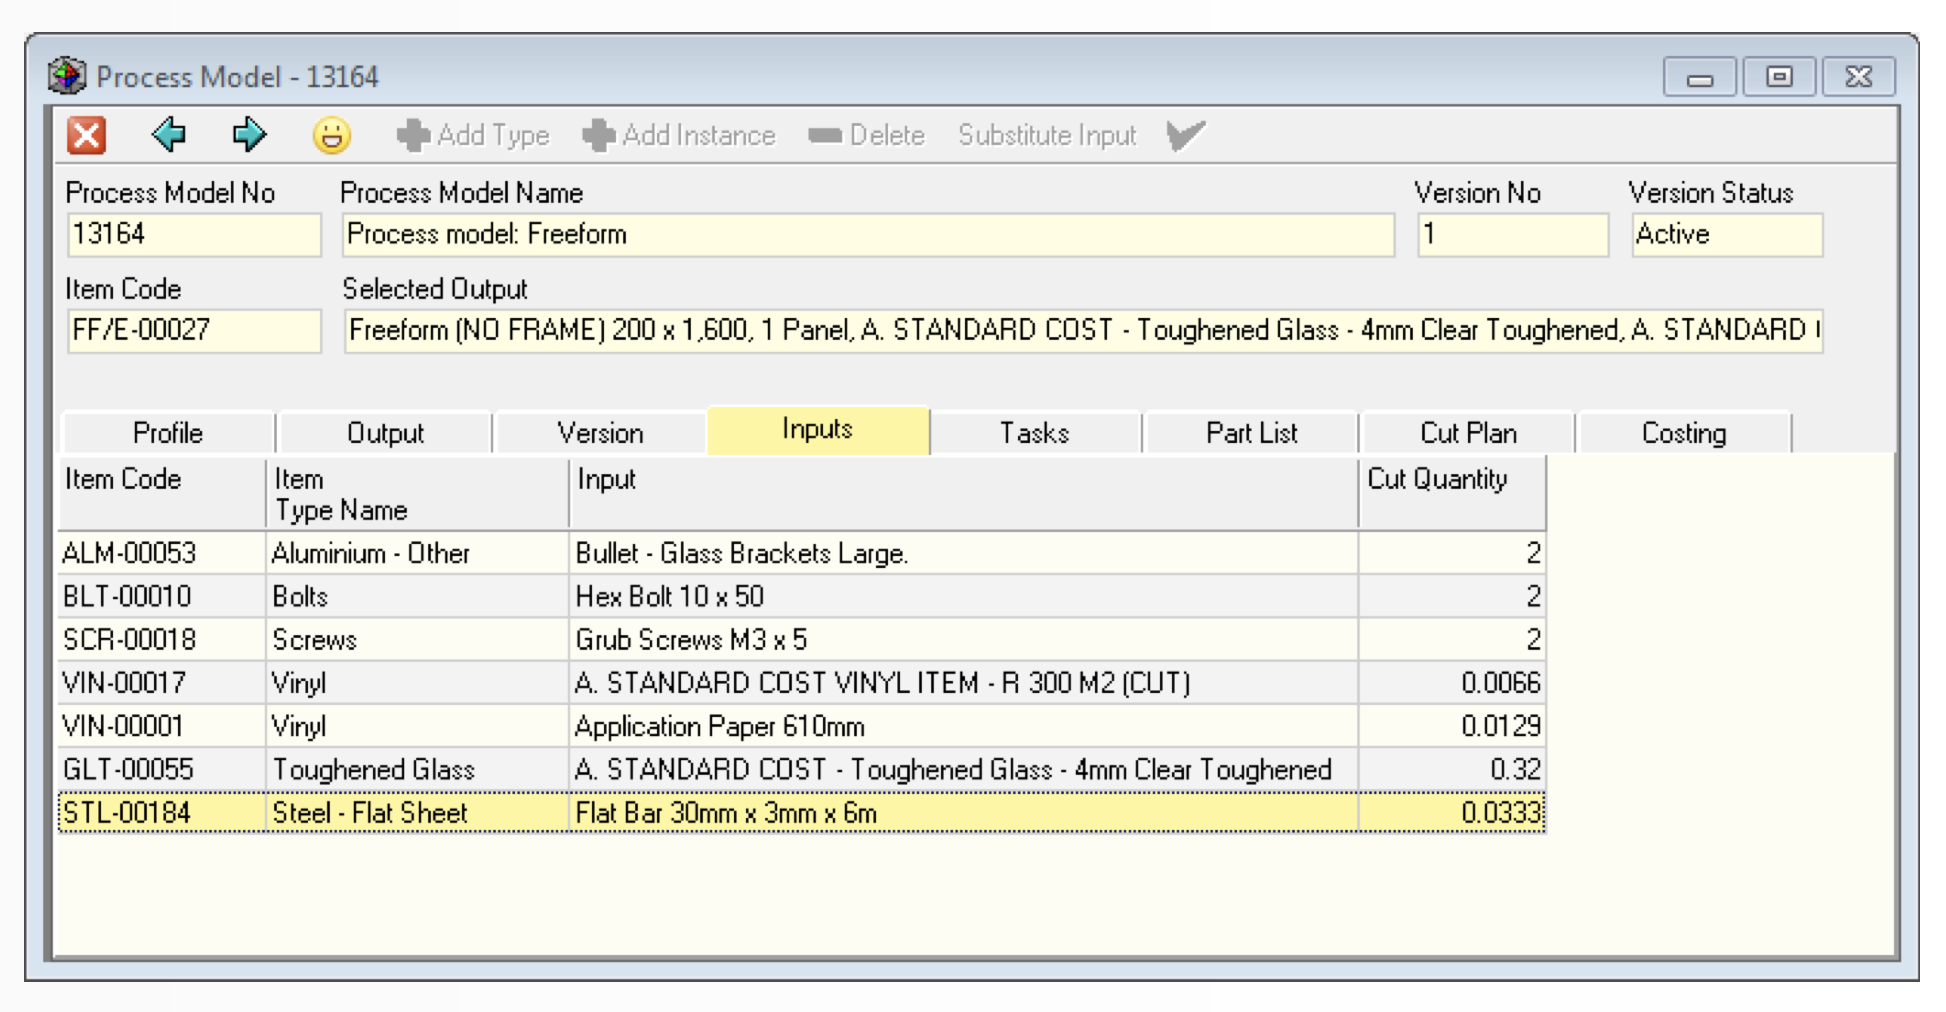 Process Model - 13164
Add Type Add Instance Delete Substitute Input
Process Model No Process Model Name Version No Version Status
13164 Process model: Freeform 1 Active
Item Code Selected Output
FF/E-00027 Freeform (NO FRAME) 200 x 1,600, 1 Panel, A. STANDARD COST - Toughened Glass - 4mm Clear Toughened, A. STANDARD
Profile Output Version Inputs Tasks Part List Cut Plan Costing
Item Code Item Input Cut Quantity
Type Name
ALM-00053 Aluminium - Other Bullet - Glass Brackets Large. 2
BLT-00010 Bolts Hex Bolt 10 x 50 2
SCR-00018 Screws Grub Screws M3 x 5 2
VIN-00017 Vinyl A. STANDARD COST VINYL ITEM - R 300 M2 (CUT) 0.0066
VIN-00001 Vinyl Application Paper 610mm 0.0129
GLT-00055 Toughened Glass A. STANDARD COST - Toughened Glass - 4mm Clear Toughened 0.32
STL-00184 Steel - Flat Sheet Flat Bar 30mm x 3mm x 6m 0.0333